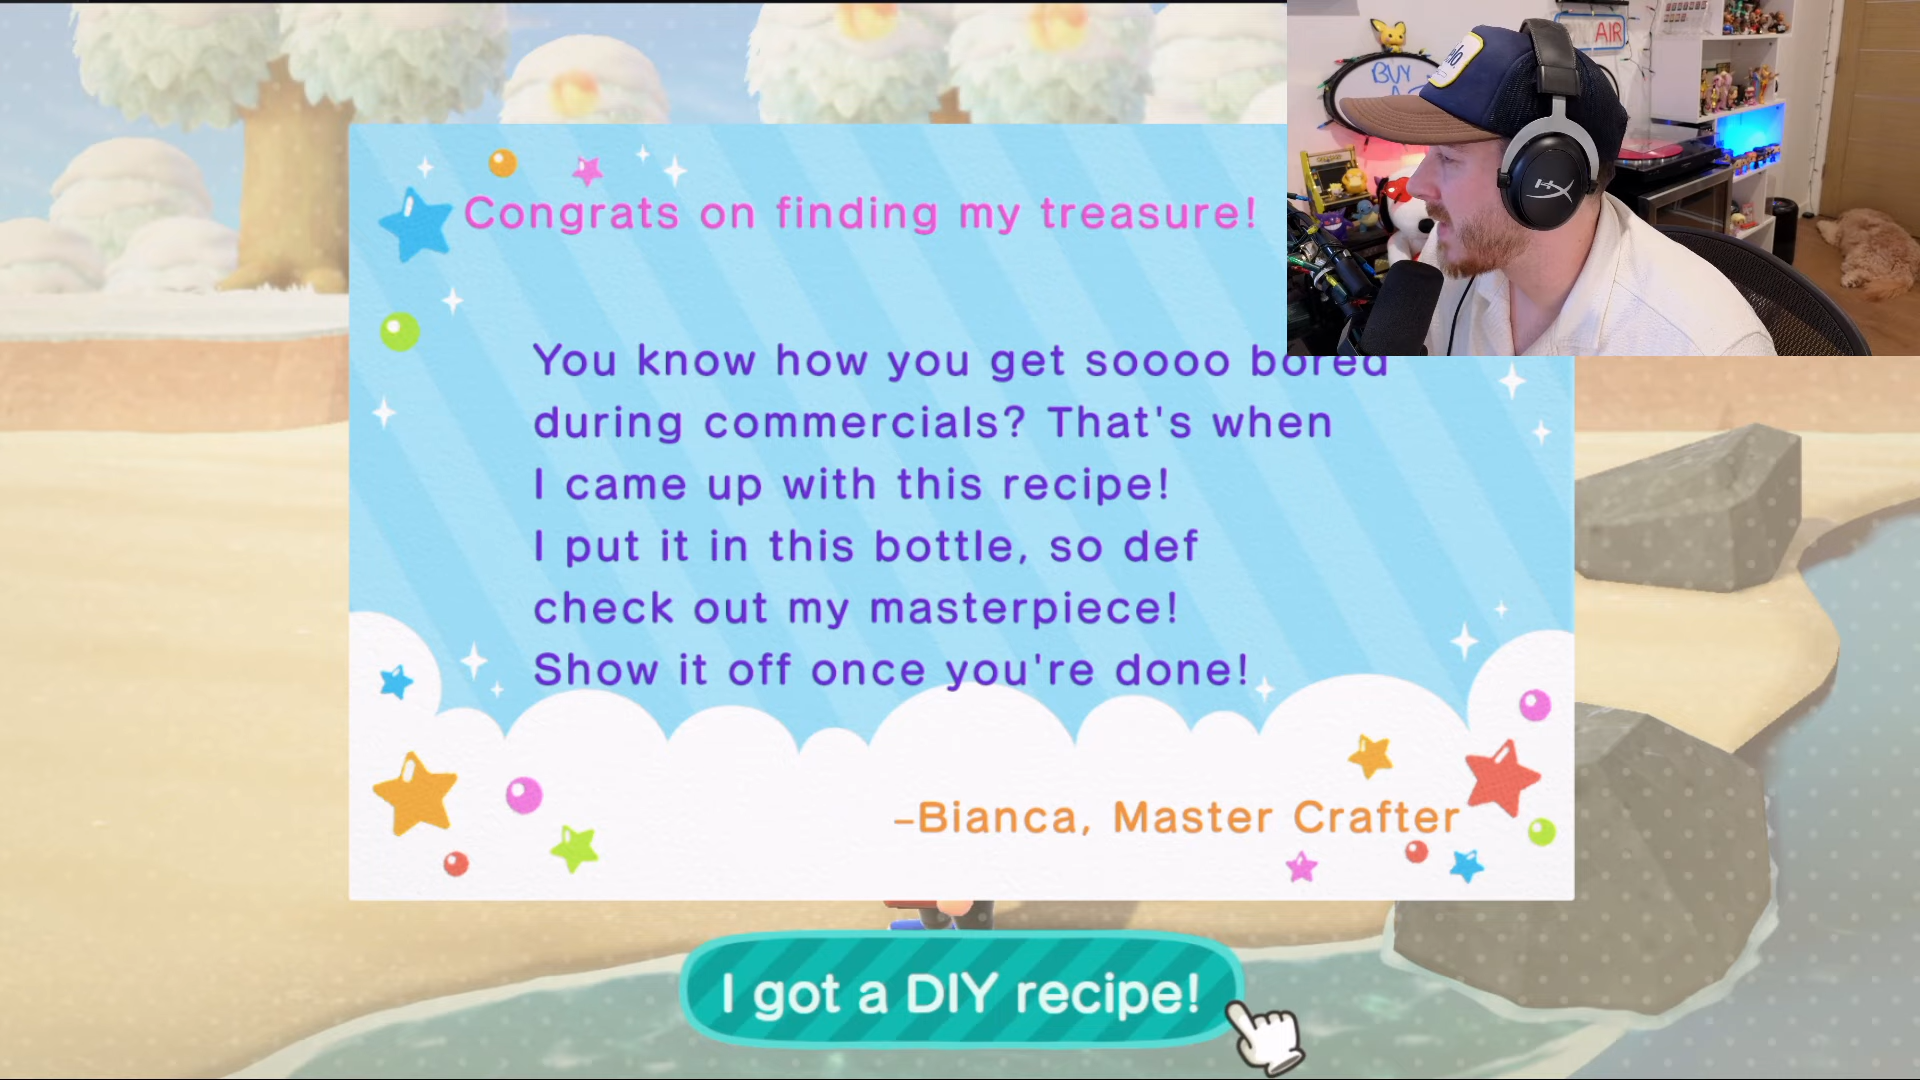 Congrats on finding my treasure!
You know how you get soooo bored
during commercials? That's when
I came up with this recipe!
I put it in this bottle, so def
check out my masterpiece!
Show it off once you're done!
–Bianca, Master Crafter
I got a DIY recipe!
AIR
BUY